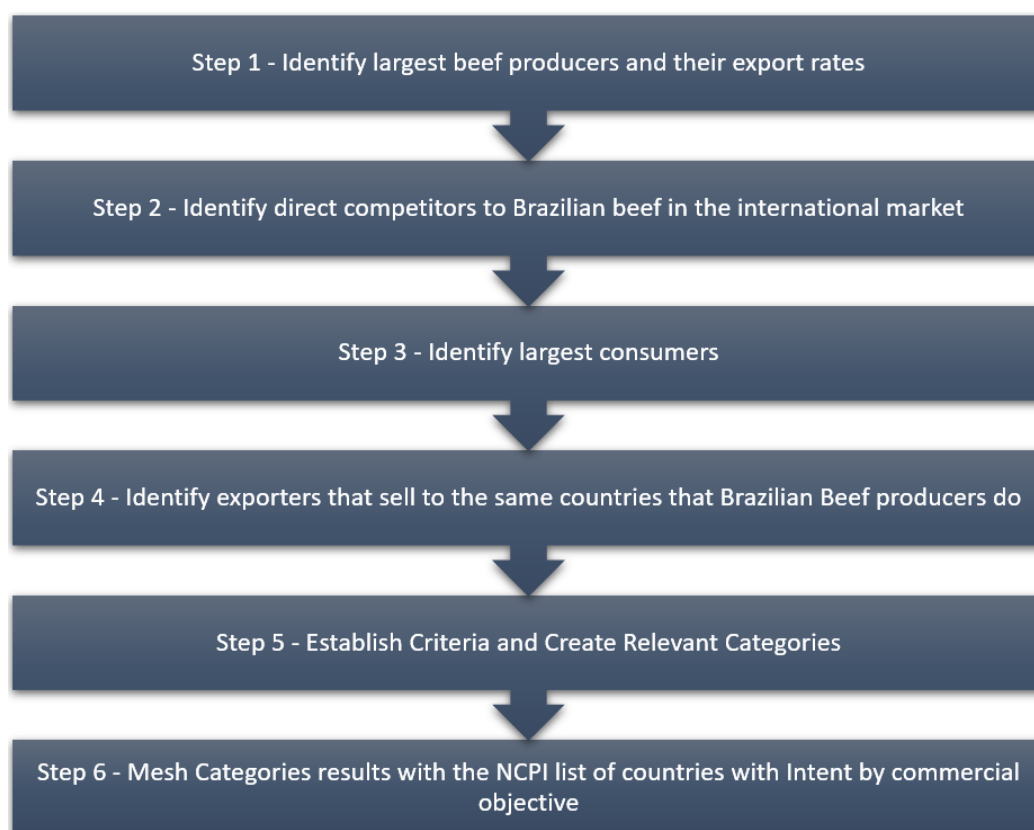 Step 1 - Identify largest beef producers and their export rates
Step 2 - Identify direct competitors to Brazilian beef in the international market
Step 3 - Identify largest consumers
Step 4 - Identify exporters that sell to the same countries that Brazilian Beef producers do
Step 5 - Establish Criteria and Create Relevant Categories
Step 6 - Mesh Categories results with the NCPI list of countries with Intent by commercial
objective